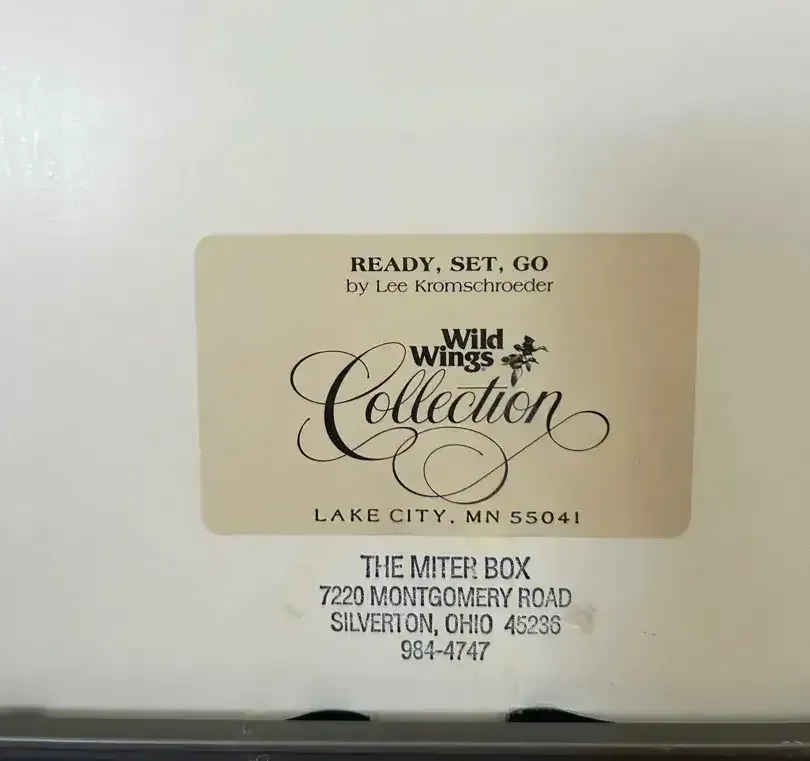 READY, SET, GO
by Lee Kromschroeder
Wild
Wings
Collection
LAKE CITY, MN 55041
THE MITER BOX
7220 MONTGOMERY ROAD
SILVERTON, OHIO 45236
984-4747